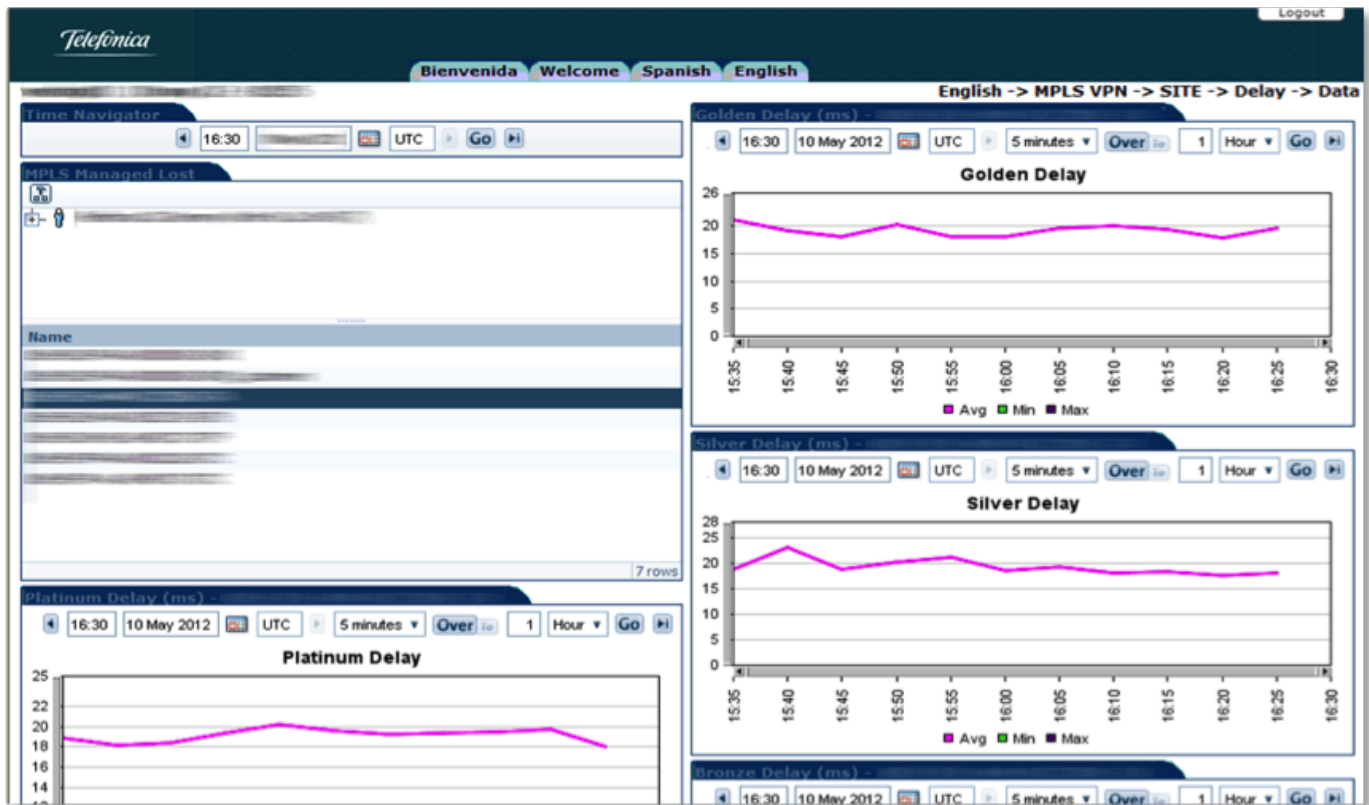 Logout
Telefónica
Bienvenida Welcome Spanish English
English -> MPLS VPN -> SITE -> Delay -> Data
Time Navigator
16:30 UTC Go
MPLS Managed Lost
Name
7 rows
Platinum Delay (ms) -
16:30 10 May 2012 UTC 5 minutes Over To 1 Hour Go
Platinum Delay
25
22
20
18
16
14
12
Golden Delay (ms) -
16:30 10 May 2012 UTC 5 minutes Over To 1 Hour Go
Golden Delay
26
20
15
10
5
0
15:35 15:40 15:45 15:50 15:55 16:00 16:05 16:10 16:15 16:20 16:25 16:30
Avg Min Max
Silver Delay (ms) -
16:30 10 May 2012 UTC 5 minutes Over To 1 Hour Go
Silver Delay
28
25
20
15
10
5
0
15:35 15:40 15:45 15:50 15:55 16:00 16:05 16:10 16:15 16:20 16:25 16:30
Avg Min Max
Bronze Delay (ms) -
16:30 10 May 2012 UTC 5 minutes Over To 1 Hour Go